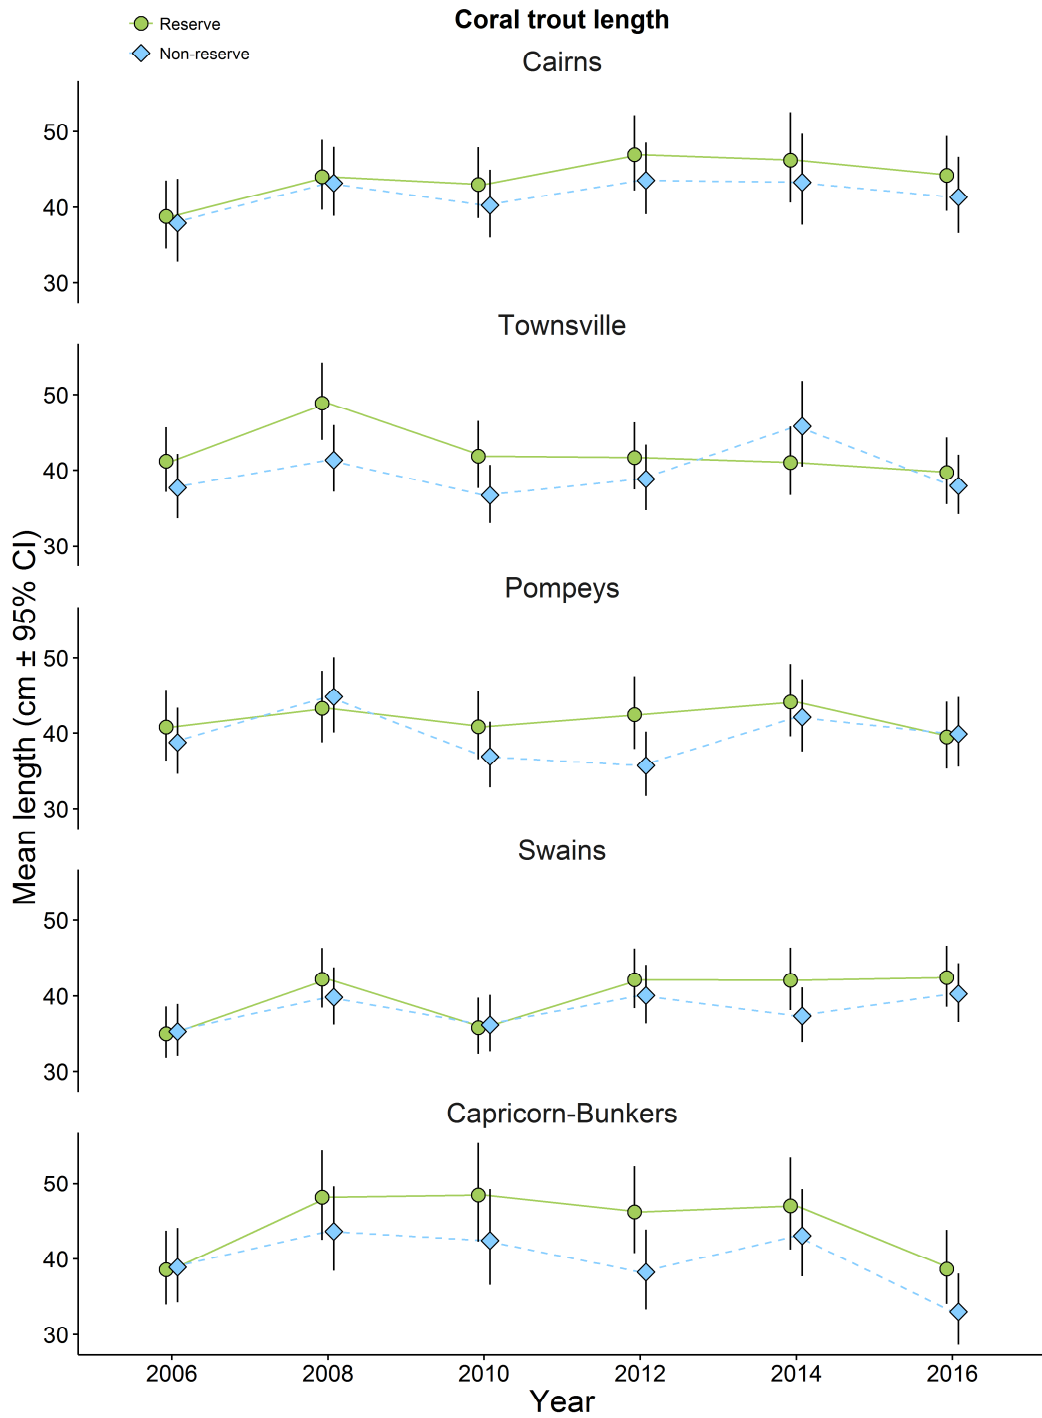 Coral trout length
Reserve
Non-reserve
Cairns
50
40
30
Townsville
50
40
30
Pompeys
50
40
30
Swains
50
40
30
Capricorn-Bunkers
50
40
30
Mean length (cm ± 95% CI)
2006 2008 2010 2012 2014 2016
Year